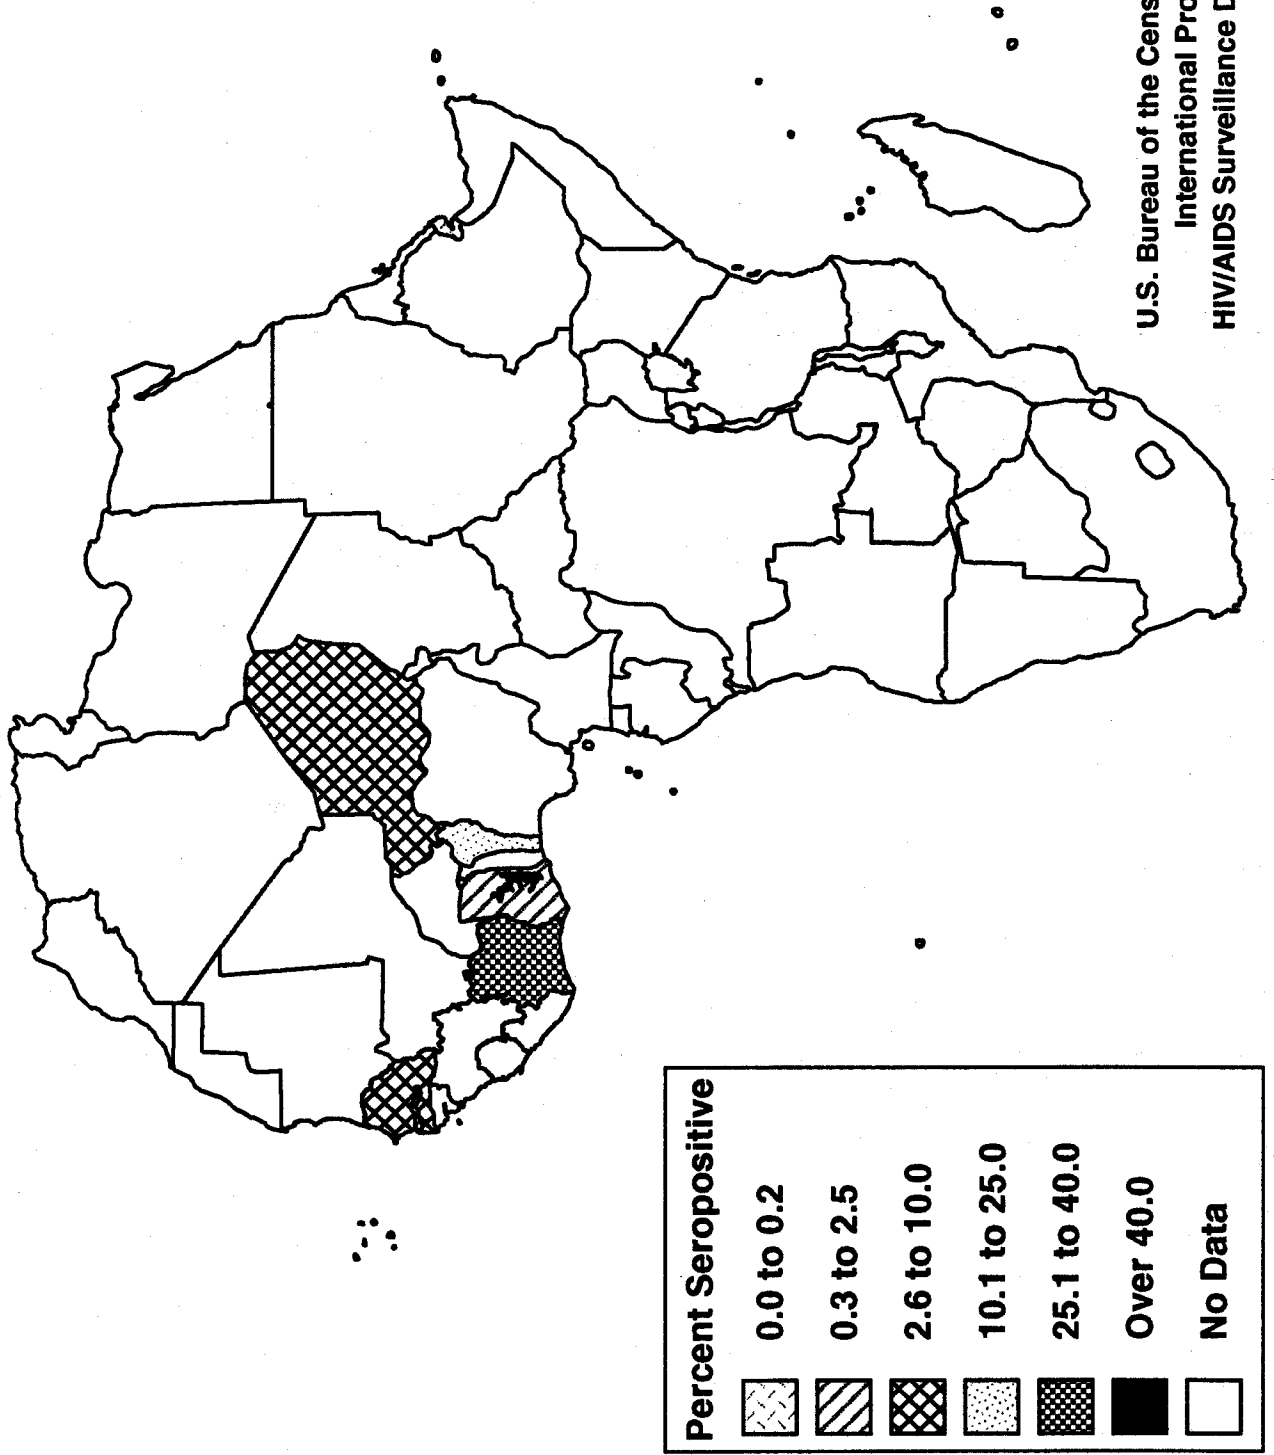 Percent Seropositive
0.0 to 0.2
0.3 to 2.5
2.6 to 10.0
10.1 to 25.0
25.1 to 40.0
Over 40.0
No Data
U.S. Bureau of the Cens
International Pro
HIV/AIDS Surveillance D